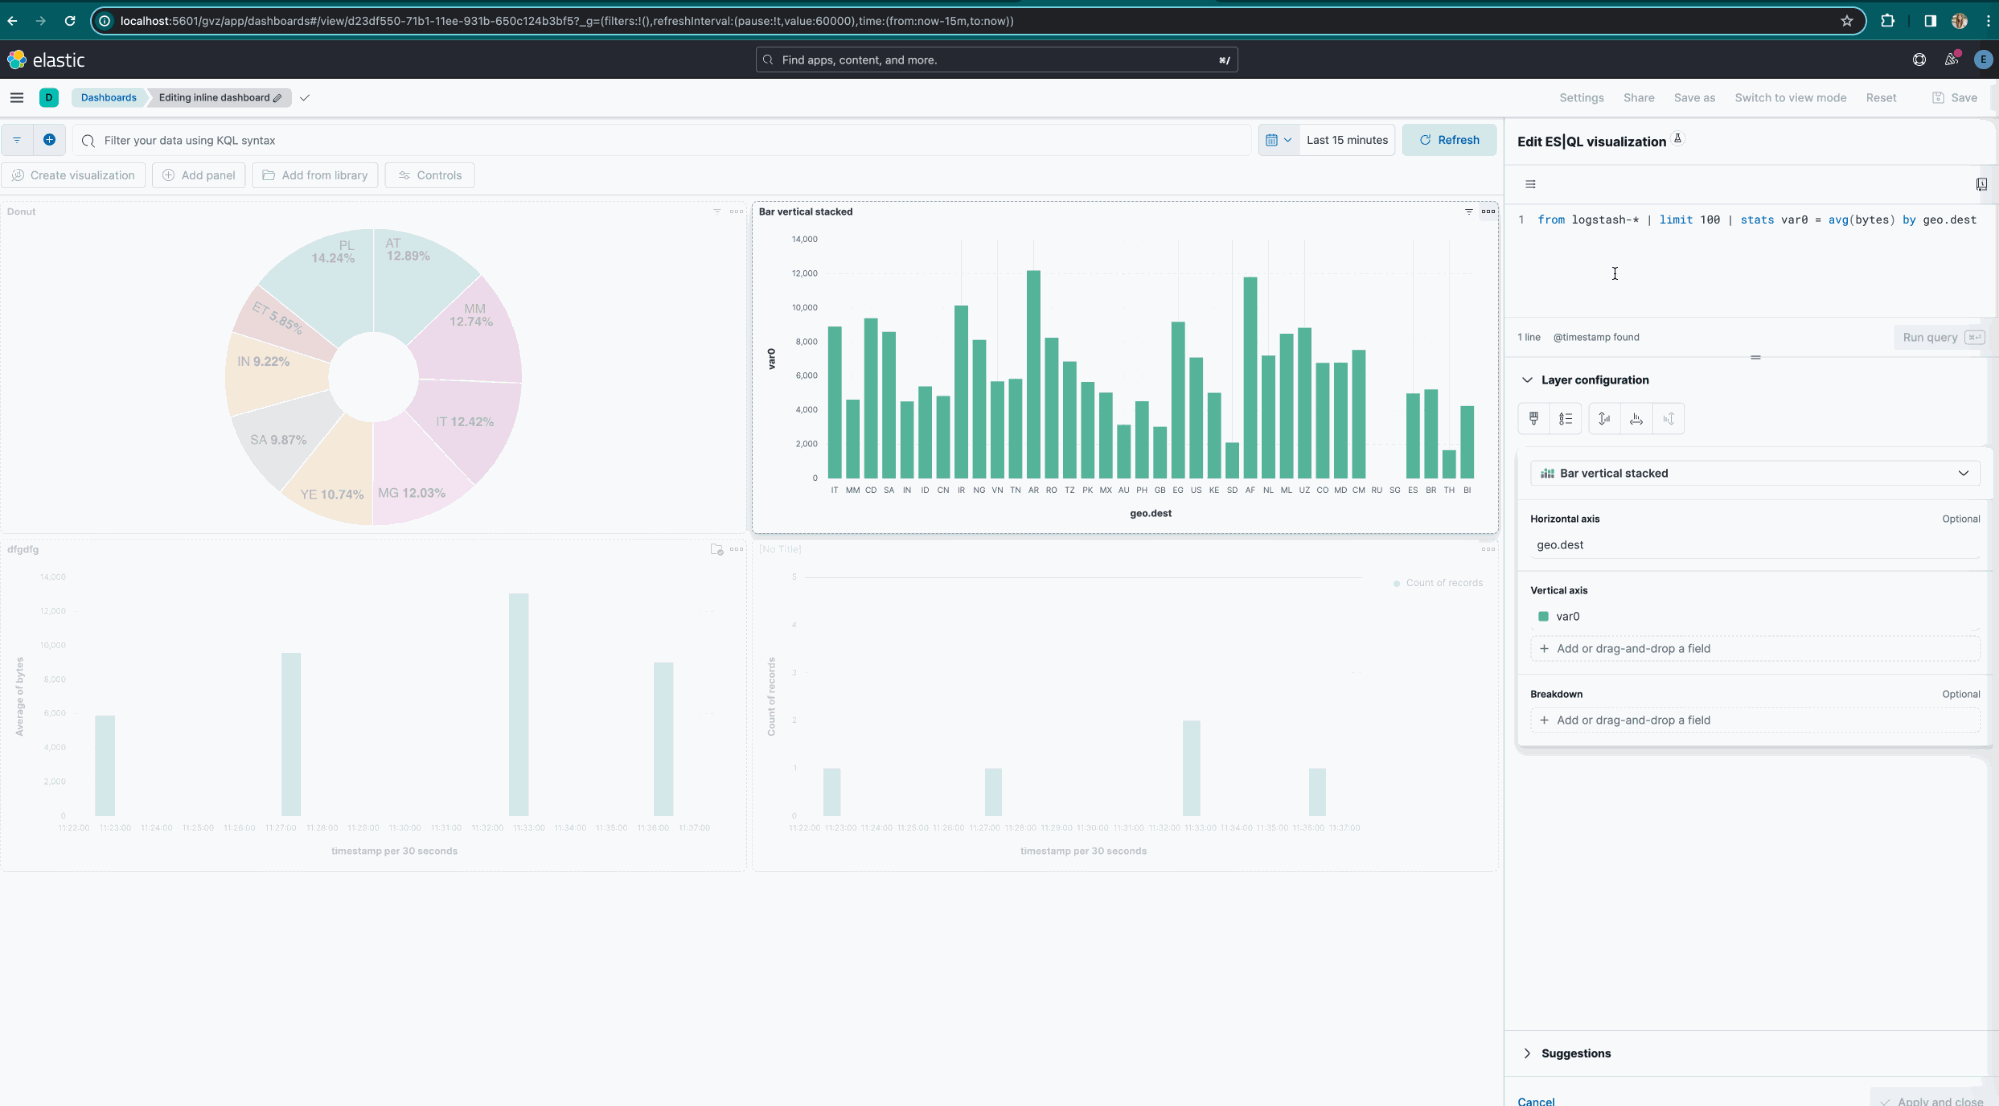 localhost:5601/gvz/app/dashboards#/view/d23df550-71b1-11ee-931b-650c124b3bf5?_g=(filters:!(),refreshInterval:(pause:!t,value:60000),time:(from:now-15m,to:now))
elastic
Find apps, content, and more.
⌘/
E
D
Dashboards
Editing inline dashboard
Settings
Share
Save as
Switch to view mode
Reset
Save
Filter your data using KQL syntax
Last 15 minutes
Refresh
Create visualization
Add panel
Add from library
Controls
Donut
PL
14.24%
AT
12.89%
MM
12.74%
ET 5.85%
IN 9.22%
IT 12.42%
SA 9.87%
YE 10.74%
MG 12.03%
Bar vertical stacked
14,000
12,000
10,000
8,000
6,000
4,000
2,000
0
var0
IT MM CD SA IN ID CN IR NG VN TN AR RO TZ PK MX AU PH GB EG US KE SD AF NL ML UZ CO MD CM RU SG ES BR TH BI
geo.dest
dfgdfg
14,000
12,000
10,000
8,000
6,000
4,000
2,000
0
Average of bytes
11:22:00 11:23:00 11:24:00 11:25:00 11:26:00 11:27:00 11:28:00 11:29:00 11:30:00 11:31:00 11:32:00 11:33:00 11:34:00 11:35:00 11:36:00 11:37:00
timestamp per 30 seconds
[No Title]
5
4
3
2
1
0
Count of records
Count of records
11:22:00 11:23:00 11:24:00 11:25:00 11:26:00 11:27:00 11:28:00 11:29:00 11:30:00 11:31:00 11:32:00 11:33:00 11:34:00 11:35:00 11:36:00 11:37:00
timestamp per 30 seconds
Edit ES|QL visualization
1 from logstash-* | limit 100 | stats var0 = avg(bytes) by geo.dest
1 line
@timestamp found
Run query
Layer configuration
Bar vertical stacked
Horizontal axis
Optional
geo.dest
Vertical axis
var0
Add or drag-and-drop a field
Breakdown
Optional
Add or drag-and-drop a field
Suggestions
Cancel
Apply and close